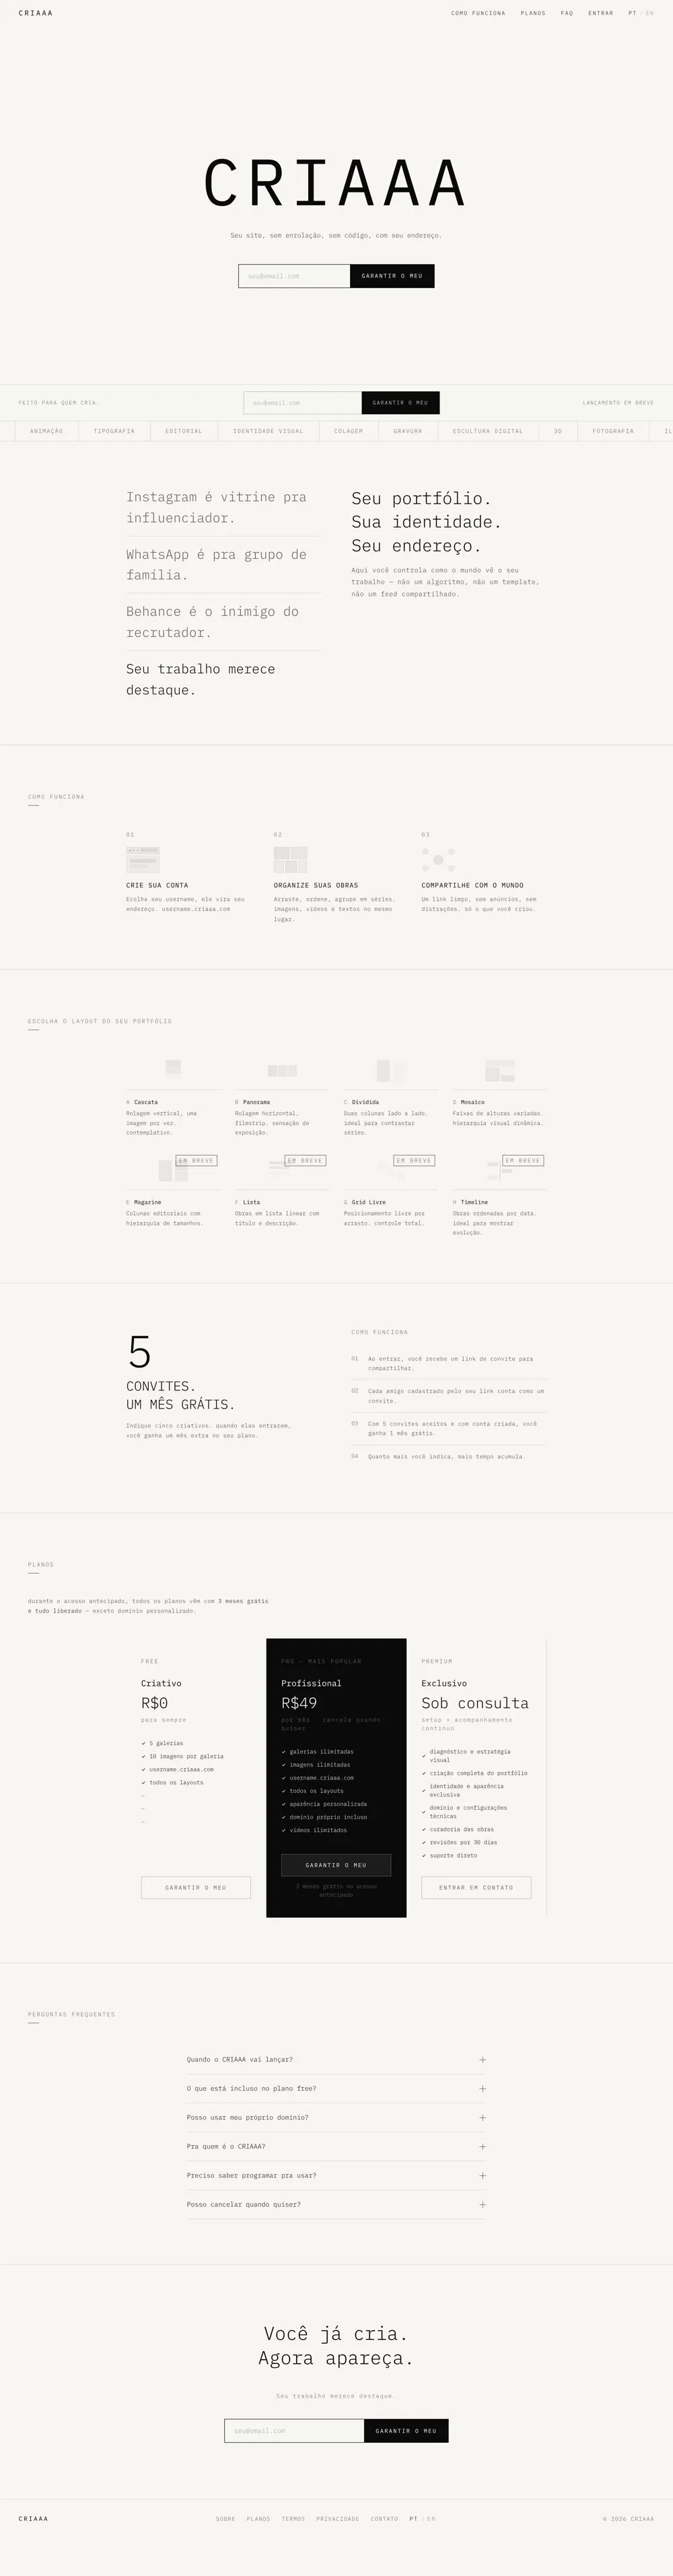 CRIAAA
COMO FUNCIONA
PLANOS
FAQ
ENTRAR
PT / EN
CRIAAA
Seu site, sem enrolação, sem código, com seu endereço.
seu@email.com
GARANTIR O MEU
FEITO PARA QUEM CRIA.
seu@email.com
GARANTIR O MEU
LANÇAMENTO EM BREVE
ANIMAÇÃO
TIPOGRAFIA
EDITORIAL
IDENTIDADE VISUAL
COLAGEM
GRAVURA
ESCULTURA DIGITAL
3D
FOTOGRAFIA
IL
Instagram é vitrine pra
influenciador.
WhatsApp é pra grupo de
família.
Behance é o inimigo do
recrutador.
Seu trabalho merece
destaque.
Seu portfólio.
Sua identidade.
Seu endereço.
Aqui você controla como o mundo vê o seu
trabalho — não um algoritmo, não um template,
não um feed compartilhado.
COMO FUNCIONA
01
CRIE SUA CONTA
Ecolha seu username, ele vira seu
endereço. username.criaaa.com
02
ORGANIZE SUAS OBRAS
Arraste, ordene, agrupe em séries.
imagens, vídeos e textos no mesmo
lugar.
03
COMPARTILHE COM O MUNDO
Um link limpo, sem anúncios, sem
distrações. só o que você criou.
ESCOLHA O LAYOUT DO SEU PORTFÓLIO
A Cascata
Rolagem vertical, uma
imagem por vez.
contemplativo.
B Panorama
Rolagem horizontal,
filmstrip. sensação de
exposição.
C Dividida
Duas colunas lado a lado.
ideal para contrastar
séries.
D Mosaico
Faixas de alturas variadas.
hierarquia visual dinâmica.
EM BREVE
E Magazine
Colunas editoriais com
hierarquia de tamanhos.
EM BREVE
F Lista
Obras em lista linear com
título e descrição.
EM BREVE
G Grid Livre
Posicionamento livre por
arrasto. controle total.
EM BREVE
H Timeline
Obras ordenadas por data.
ideal para mostrar
evolução.
5
CONVITES.
UM MÊS GRÁTIS.
Indique cinco criativos. quando elas entrarem,
você ganha um mês extra no seu plano.
COMO FUNCIONA
01 Ao entrar, você recebe um link de convite para
compartilhar.
02 Cada amigo cadastrado pelo seu link conta como um
convite.
03 Com 5 convites aceitos e com conta criada, você
ganha 1 mês grátis.
04 Quanto mais você indica, mais tempo acumula.
PLANOS
durante o acesso antecipado, todos os planos vêm com 3 meses grátis
e tudo liberado — exceto domínio personalizado.
FREE
Criativo
R$0
para sempre
✓ 5 galerias
✓ 10 imagens por galeria
✓ username.criaaa.com
✓ todos os layouts
—
—
—
GARANTIR O MEU
PRO — MAIS POPULAR
Profissional
R$49
por mês · cancela quando
quiser
✓ galerias ilimitadas
✓ imagens ilimitadas
✓ username.criaaa.com
✓ todos os layouts
✓ aparência personalizada
✓ domínio próprio incluso
✓ vídeos ilimitados
GARANTIR O MEU
3 meses grátis no acesso
antecipado
PREMIUM
Exclusivo
Sob consulta
setup + acompanhamento
contínuo
✓ diagnóstico e estratégia
visual
✓ criação completa do portfólio
✓ identidade e aparência
exclusiva
✓ domínio e configurações
técnicas
✓ curadoria das obras
✓ revisões por 30 dias
✓ suporte direto
ENTRAR EM CONTATO
PERGUNTAS FREQUENTES
Quando o CRIAAA vai lançar?
O que está incluso no plano free?
Posso usar meu próprio domínio?
Pra quem é o CRIAAA?
Preciso saber programar pra usar?
Posso cancelar quando quiser?
Você já cria.
Agora apareça.
Seu trabalho merece destaque.
seu@email.com
GARANTIR O MEU
CRIAAA
SOBRE
PLANOS
TERMOS
PRIVACIDADE
CONTATO
PT / EN
© 2026 CRIAAA